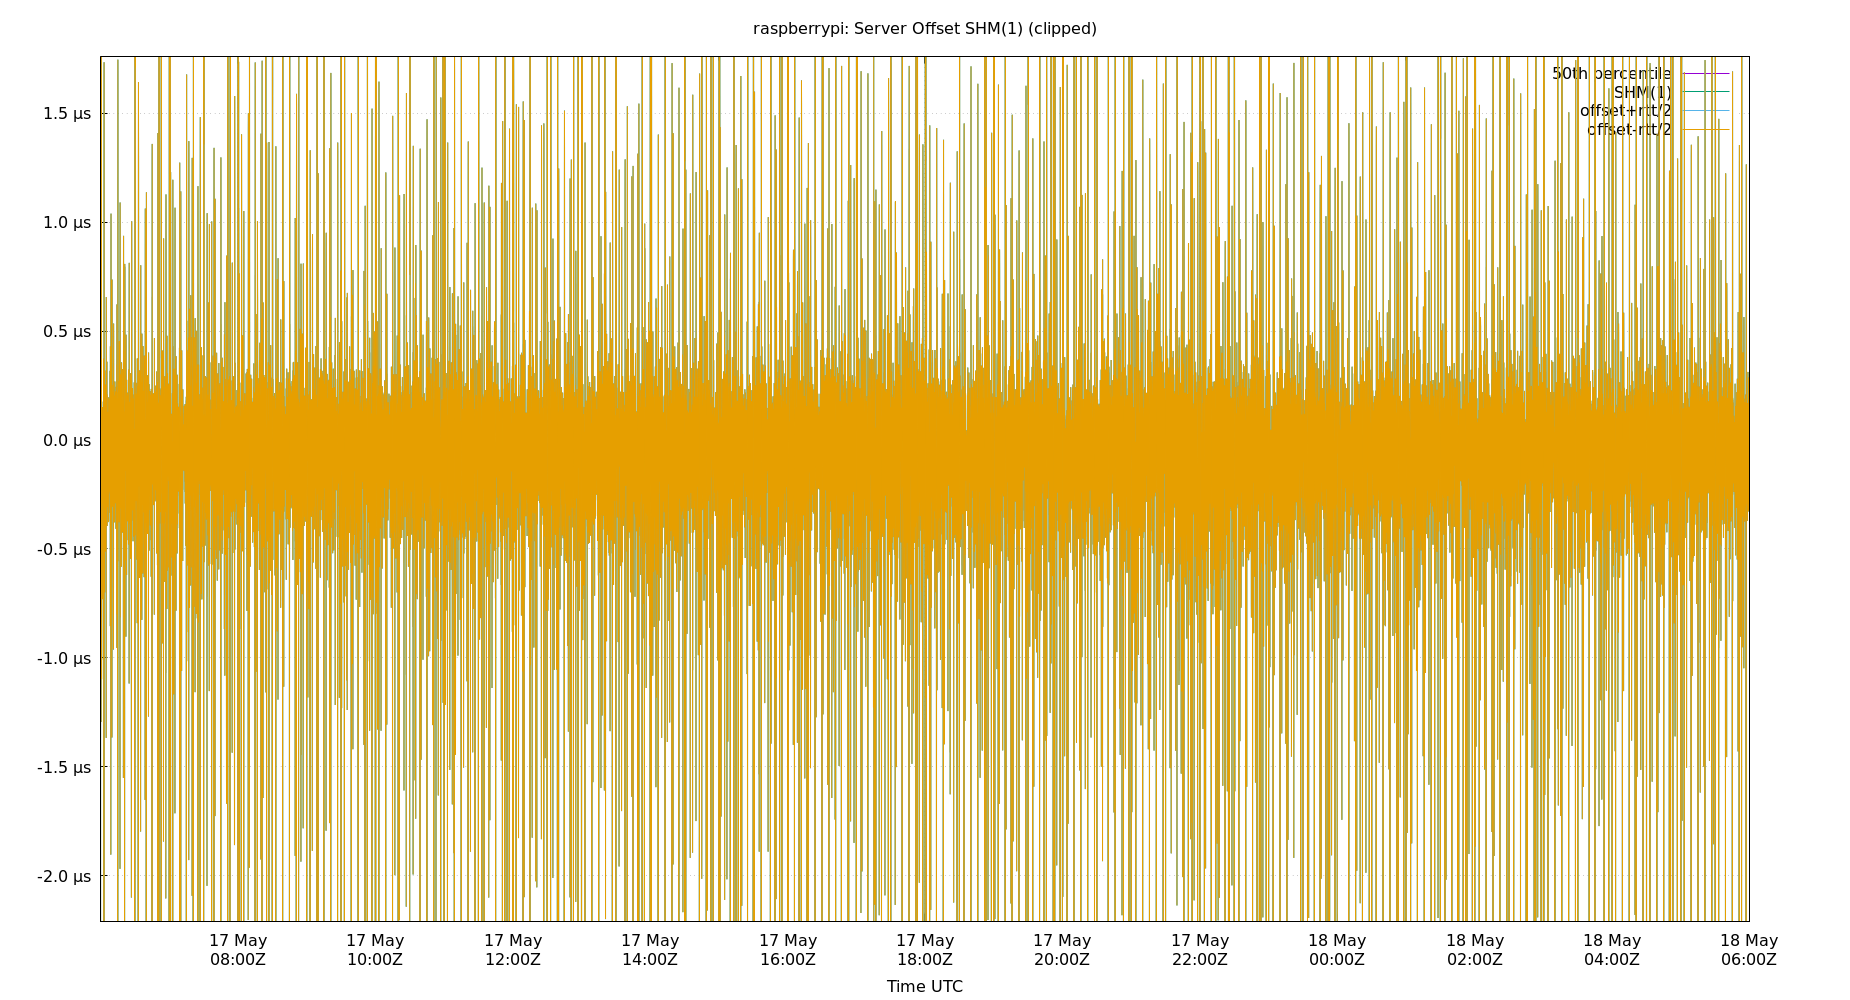 raspberrypi: Server Offset SHM(1) (clipped)
50th percentile
SHM(1)
offset+rtt/2
offset-rtt/2
1.5 µs
1.0 µs
0.5 µs
0.0 µs
-0.5 µs
-1.0 µs
-1.5 µs
-2.0 µs
17 May 17 May 17 May 17 May 17 May 17 May 17 May 17 May 18 May 18 May 18 May 18 May
08:00Z 10:00Z 12:00Z 14:00Z 16:00Z 18:00Z 20:00Z 22:00Z 00:00Z 02:00Z 04:00Z 06:00Z
Time UTC